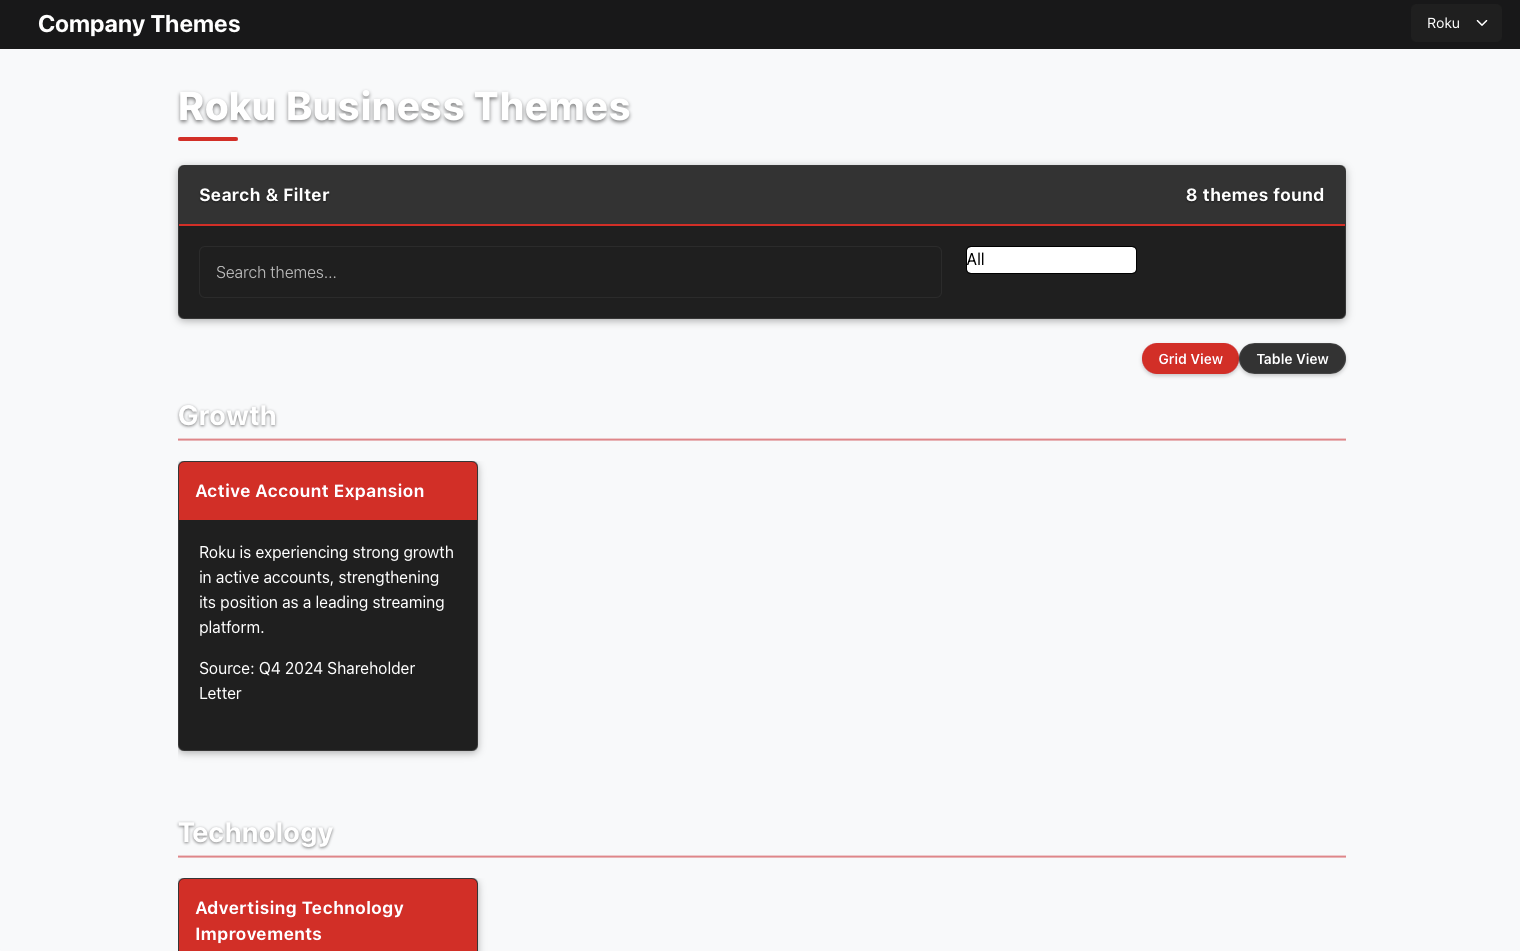 Company Themes
Roku
Roku Business Themes
Search & Filter
8 themes found
Search themes...
All
Grid View
Table View
Growth
Active Account Expansion
Roku is experiencing strong growth
in active accounts, strengthening
its position as a leading streaming
platform.
Source: Q4 2024 Shareholder
Letter
Technology
Advertising Technology
Improvements